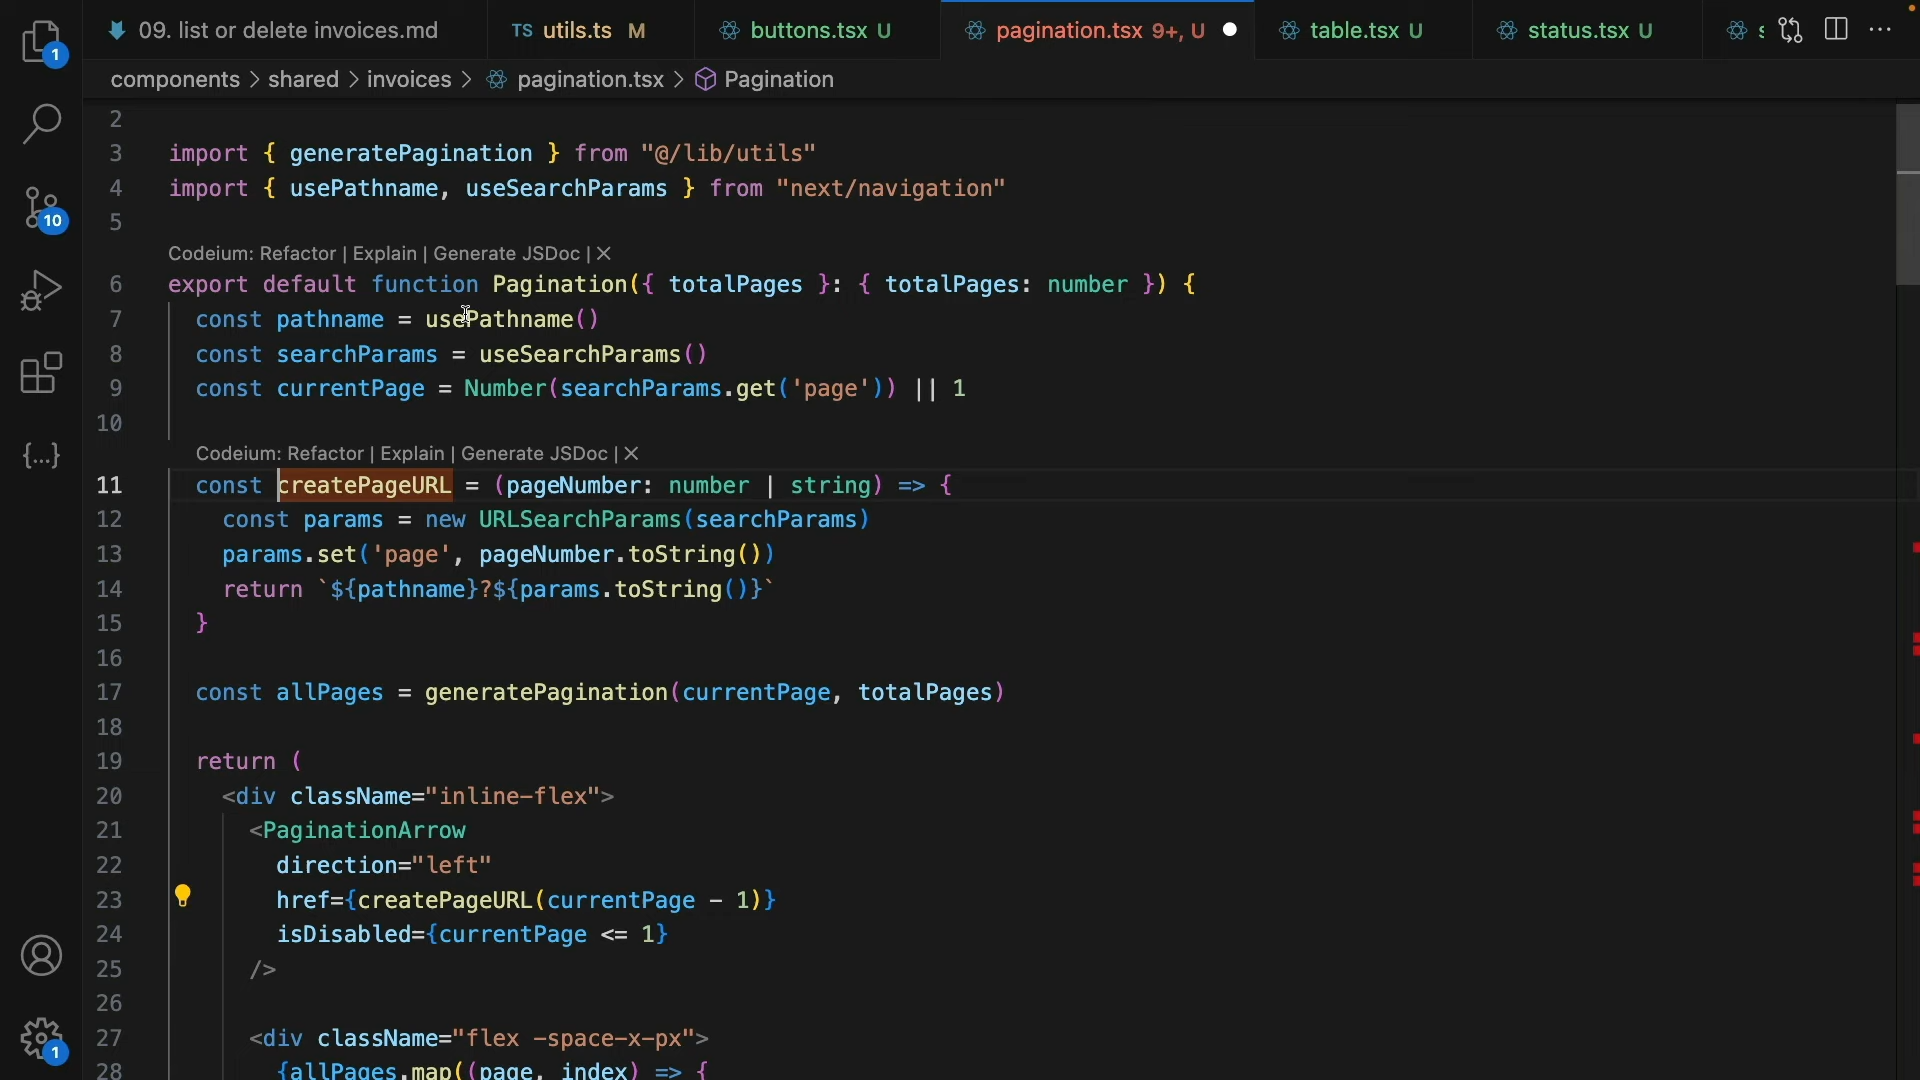 09. list or delete invoices.md
TS utils.ts M
buttons.tsx U
pagination.tsx 9+, U
table.tsx U
status.tsx U
components > shared > invoices > pagination.tsx > Pagination
2
3 import { generatePagination } from "@/lib/utils"
4 import { usePathname, useSearchParams } from "next/navigation"
5
Codeium: Refactor | Explain | Generate JSDoc | ×
6 export default function Pagination({ totalPages }: { totalPages: number }) {
7 const pathname = usePathname()
8 const searchParams = useSearchParams()
9 const currentPage = Number(searchParams.get('page')) || 1
10
Codeium: Refactor | Explain | Generate JSDoc | ×
11 const createPageURL = (pageNumber: number | string) => {
12 const params = new URLSearchParams(searchParams)
13 params.set('page', pageNumber.toString())
14 return `${pathname}?${params.toString()}`
15 }
16
17 const allPages = generatePagination(currentPage, totalPages)
18
19 return (
20 <div className="inline-flex">
21 <PaginationArrow
22 direction="left"
23 href={createPageURL(currentPage - 1)}
24 isDisabled={currentPage <= 1}
25 />
26
27 <div className="flex -space-x-px">
28 {allPages.map((page, index) => {
1
10
1